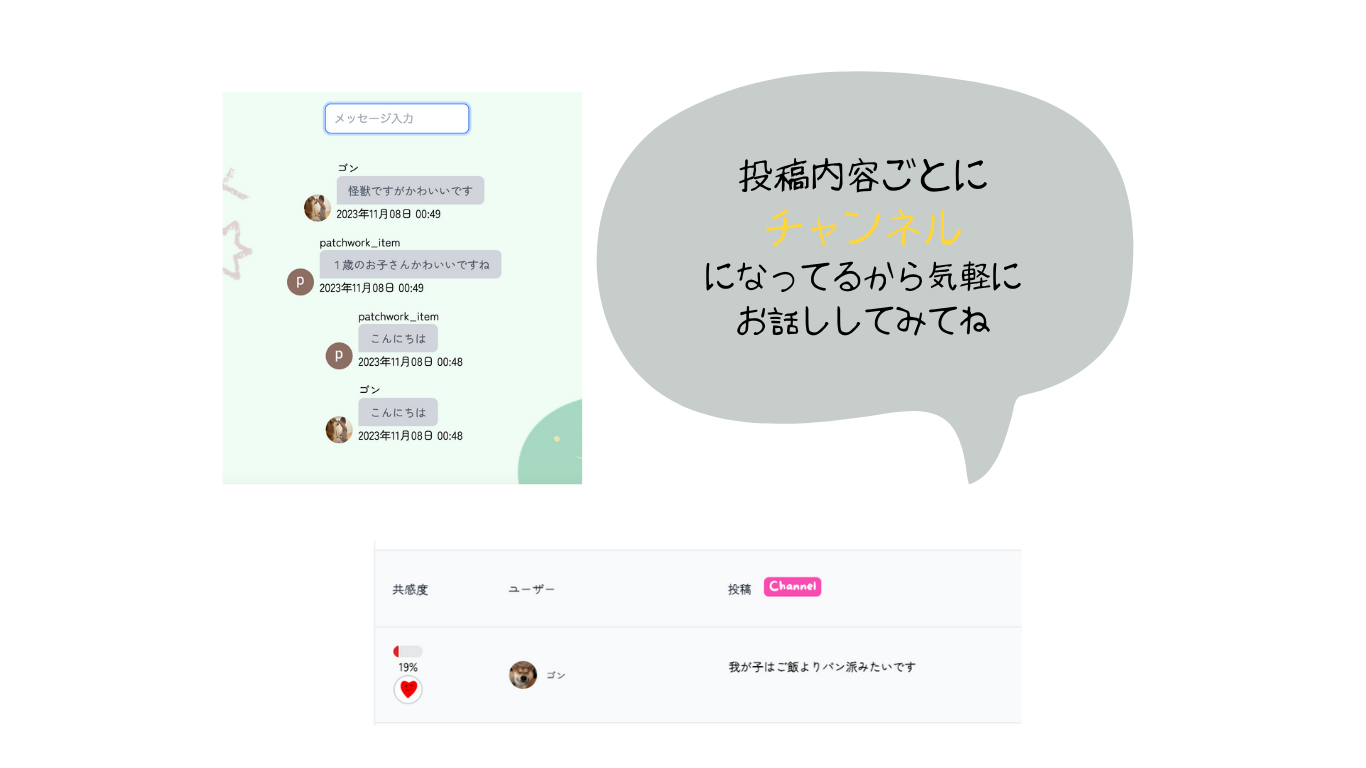 メッセージ入力
ゴン
怪獣ですがかわいいです
2023年11月08日 00:49
patchwork_item
１歳のお子さんかわいいですね
p
2023年11月08日 00:49
patchwork_item
こんにちは
p
2023年11月08日 00:48
ゴン
こんにちは
2023年11月08日 00:48
投稿内容ごとに
チャンネル
になってるから気軽に
お話ししてみてね
共感度 ユーザー 投稿 Channel
19%
ゴン
我が子はご飯よりパン派みたいです